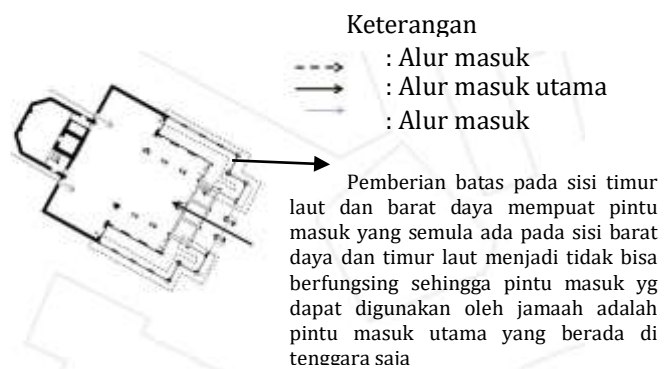 Keterangan
: Alur masuk
: Alur masuk utama
: Alur masuk
Pemberian batas pada sisi timur
laut dan barat daya mempuat pintu
masuk yang semula ada pada sisi barat
daya dan timur laut menjadi tidak bisa
berfungsing sehingga pintu masuk yg
dapat digunakan oleh jamaah adalah
pintu masuk utama yang berada di
tenggara saja